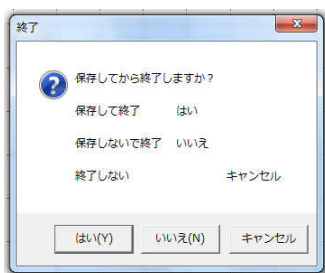 終了
保存してから終了しますか?
保存して終了 はい
保存しないで終了 いいえ
終了しない キャンセル
はい(Y) いいえ(N) キャンセル